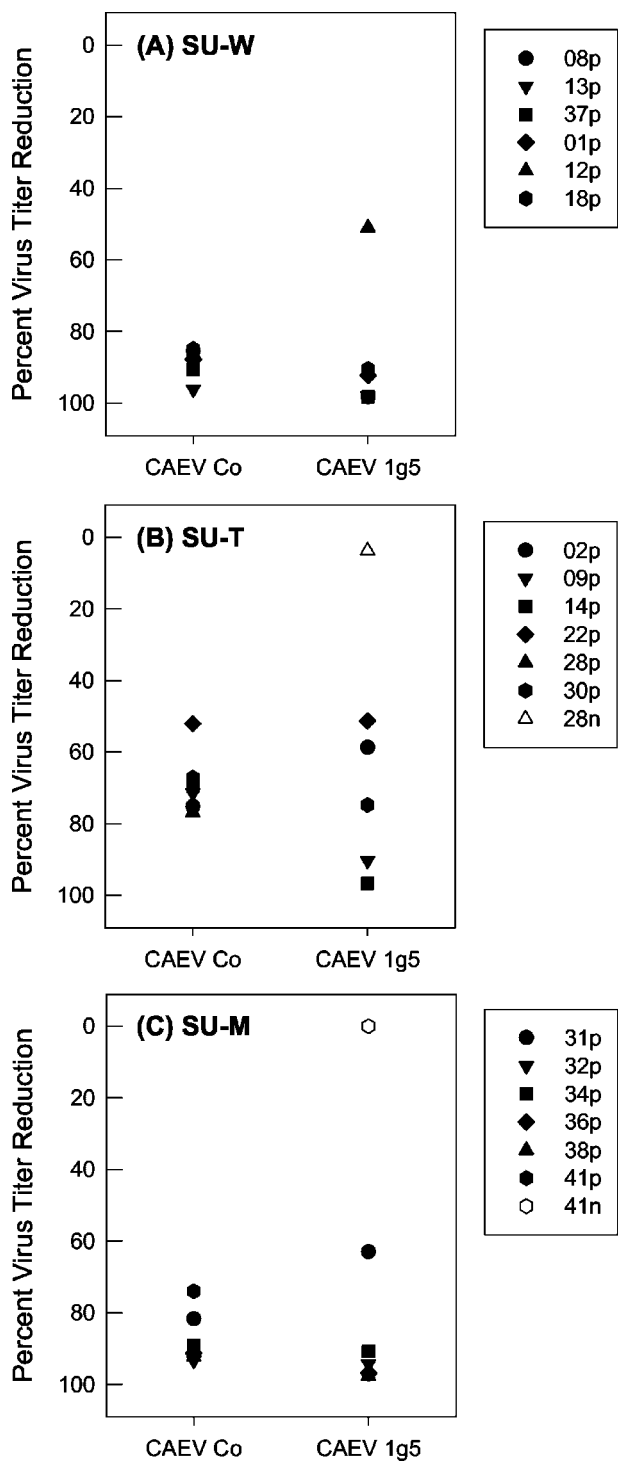 (A) SU-W
Percent Virus Titer Reduction
0
20
40
60
80
100
CAEV Co
CAEV 1g5
08p
13p
37p
01p
12p
18p
(B) SU-T
Percent Virus Titer Reduction
0
20
40
60
80
100
CAEV Co
CAEV 1g5
02p
09p
14p
22p
28p
30p
28n
(C) SU-M
Percent Virus Titer Reduction
0
20
40
60
80
100
CAEV Co
CAEV 1g5
31p
32p
34p
36p
38p
41p
41n